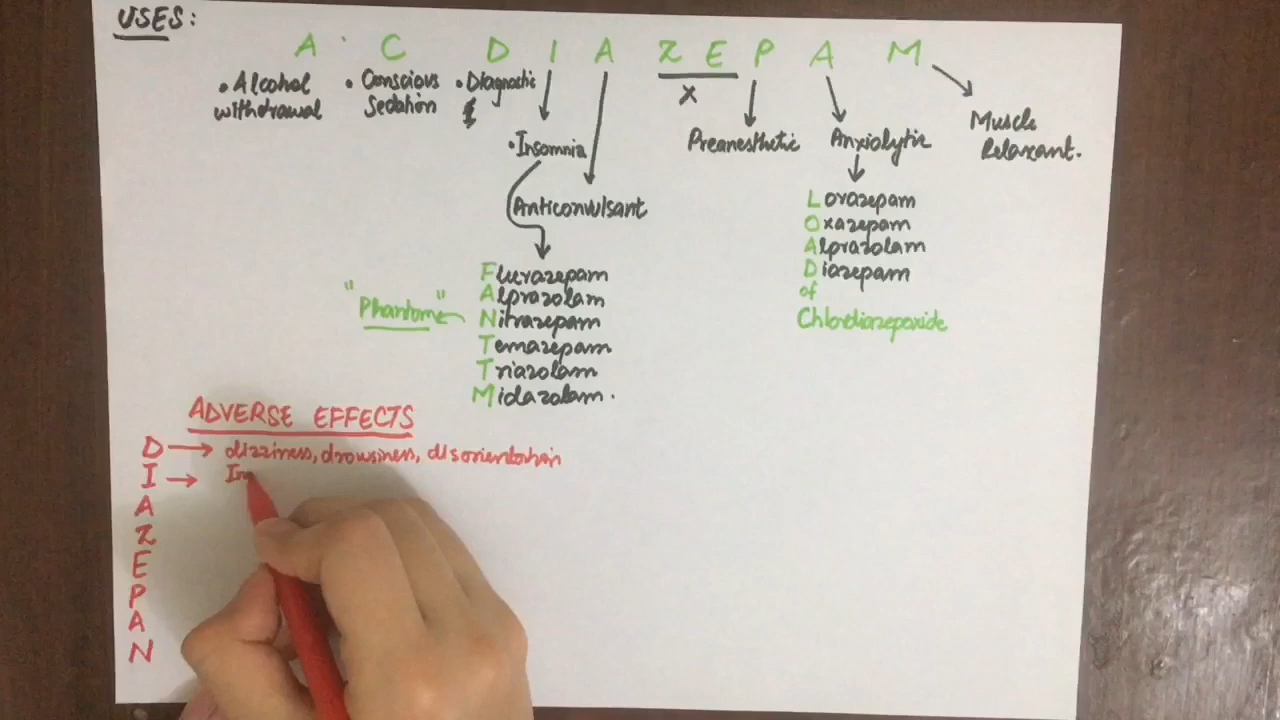 USES:
A C D I A Z E P A M
• Alcohol withdrawal
• Conscious Sedation
• Diagnostic
X
• Insomnia
Preanesthetic
Anxiolytic
Muscle Relaxant.
Anticonvulsant
Lorazepam
Oxazepam
Alprazolam
Diazepam
of
Chlordiazepoxide
Flurazepam
Alprazolam
"Phantom"
Nitrazepam
Temazepam
Triazolam
Midazolam.
ADVERSE EFFECTS
D → dizziness, drowsiness, disorientation
I →
A
Z
E
P
A
N